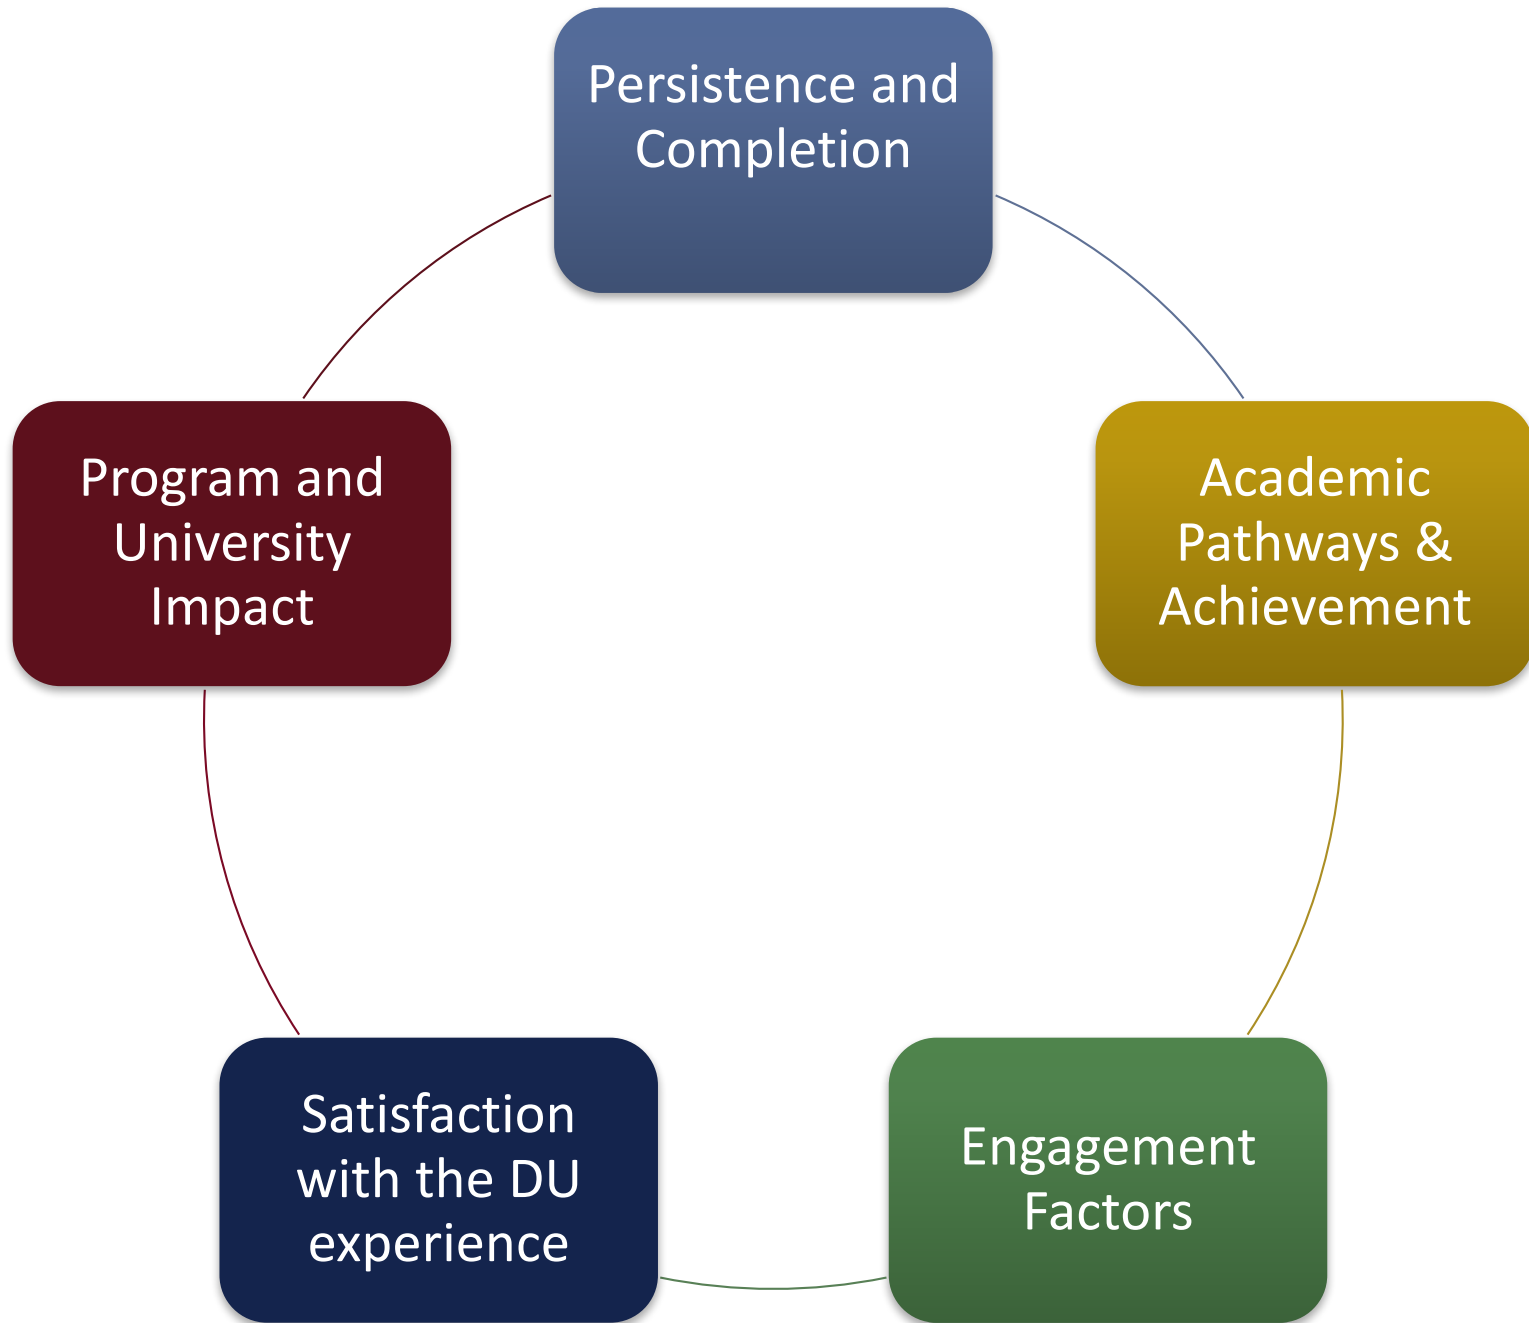 Persistence and
Completion
Program and
University
Impact
Academic
Pathways &
Achievement
Satisfaction
with the DU
experience
Engagement
Factors